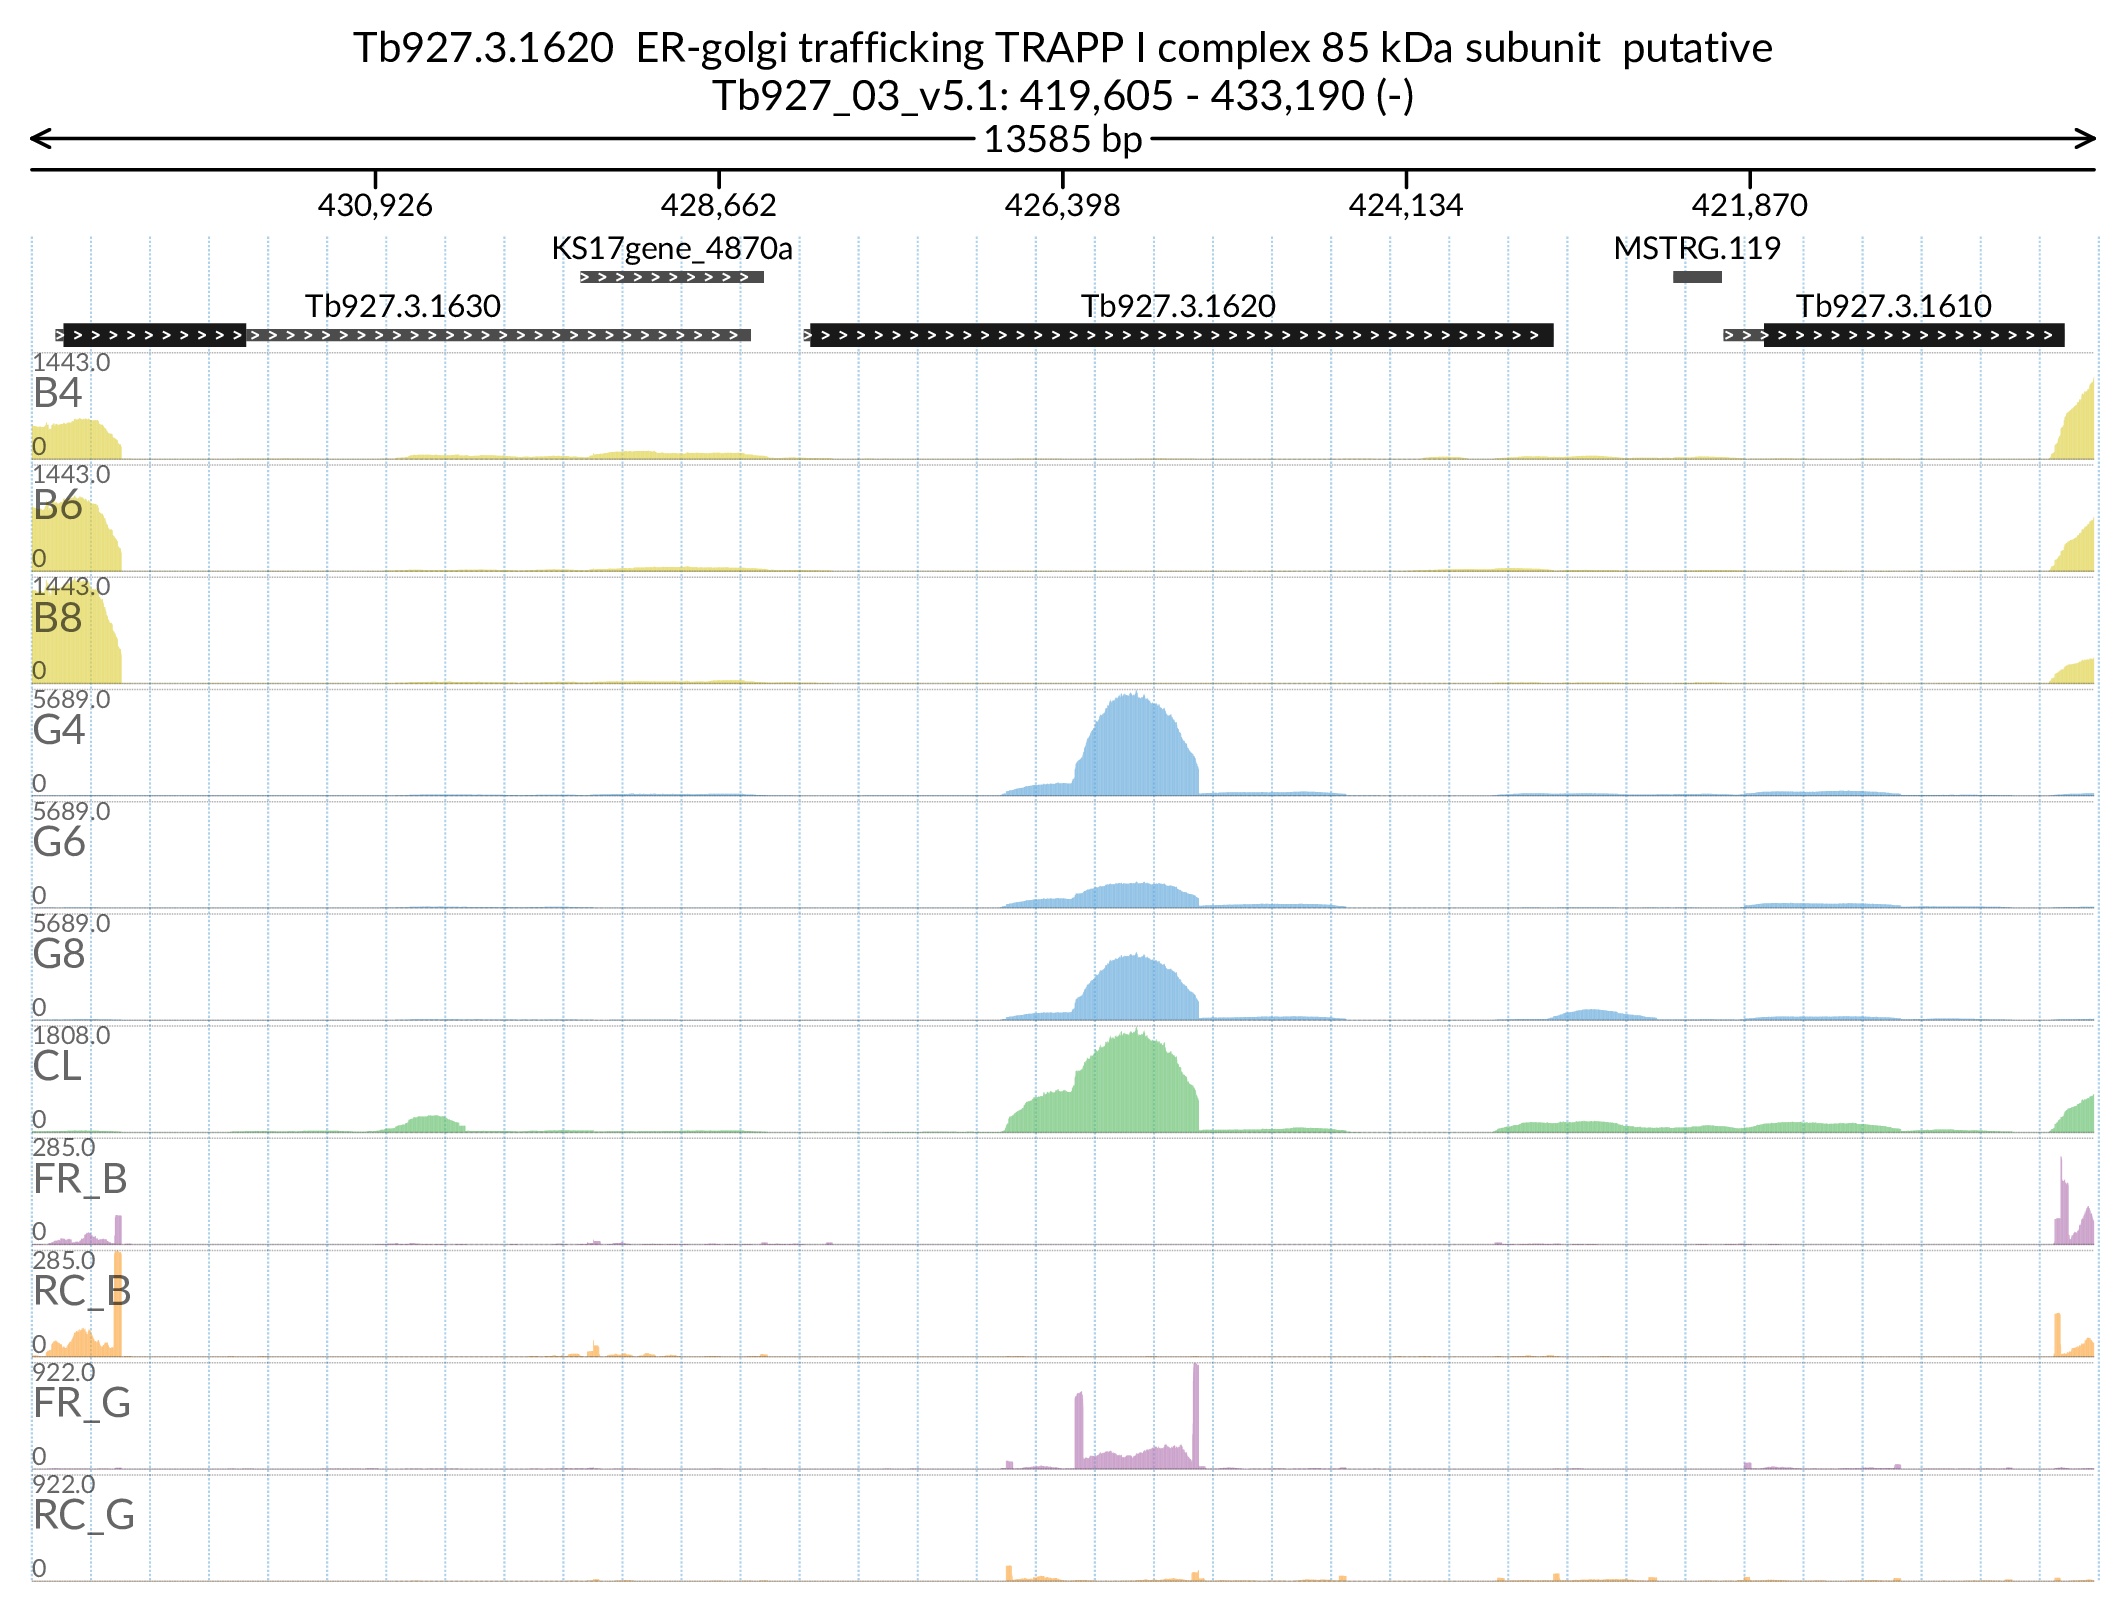 Tb927.3.1620  ER-golgi trafficking TRAPP I complex 85 kDa subunit  putative
Tb927_03_v5.1: 419,605 - 433,190 (-)
13585 bp
430,926 428,662 426,398 424,134 421,870
KS17gene_4870a MSTRG.119
Tb927.3.1630 Tb927.3.1620 Tb927.3.1610
1443.0
B4
0
1443.0
B6
0
1443.0
B8
0
5689.0
G4
0
5689.0
G6
0
5689.0
G8
0
1808.0
CL
0
285.0
FR_B
0
285.0
RC_B
0
922.0
FR_G
0
922.0
RC_G
0